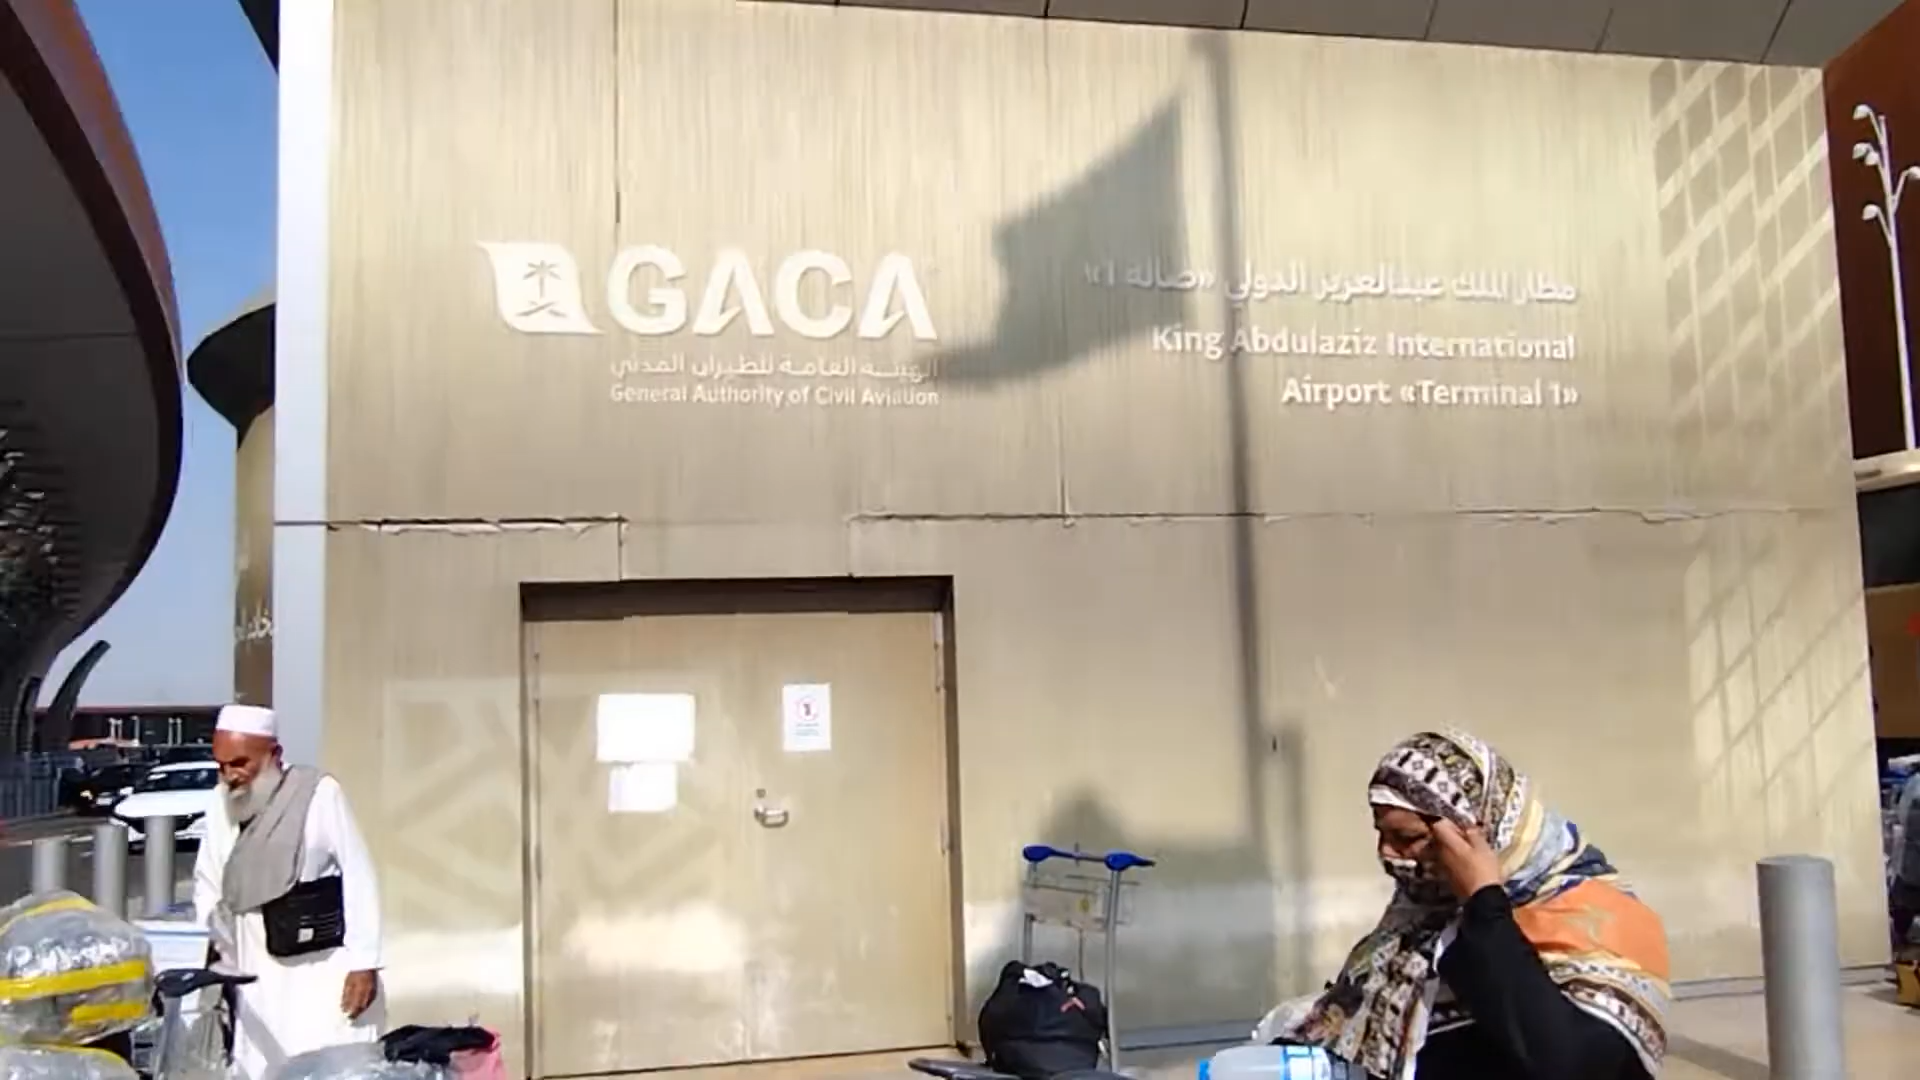 GACA
الهيئة العامة للطيران المدني
General Authority of Civil Aviation
مطار الملك عبدالعزيز الدولي «صالة 1»
King Abdulaziz International
Airport «Terminal 1»